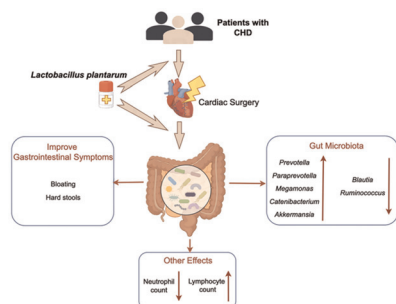 Patients with
CHD
Lactobacillus plantarum
Cardiac Surgery
Improve
Gastrointestinal Symptoms
Bloating
Hard stools
Gut Microbiota
Prevotella
Paraprevotella
Megamonas
Catenibacterium
Akkermansia
Blautia
Ruminococcus
Other Effects
Neutrophil
count
Lymphocyte
count